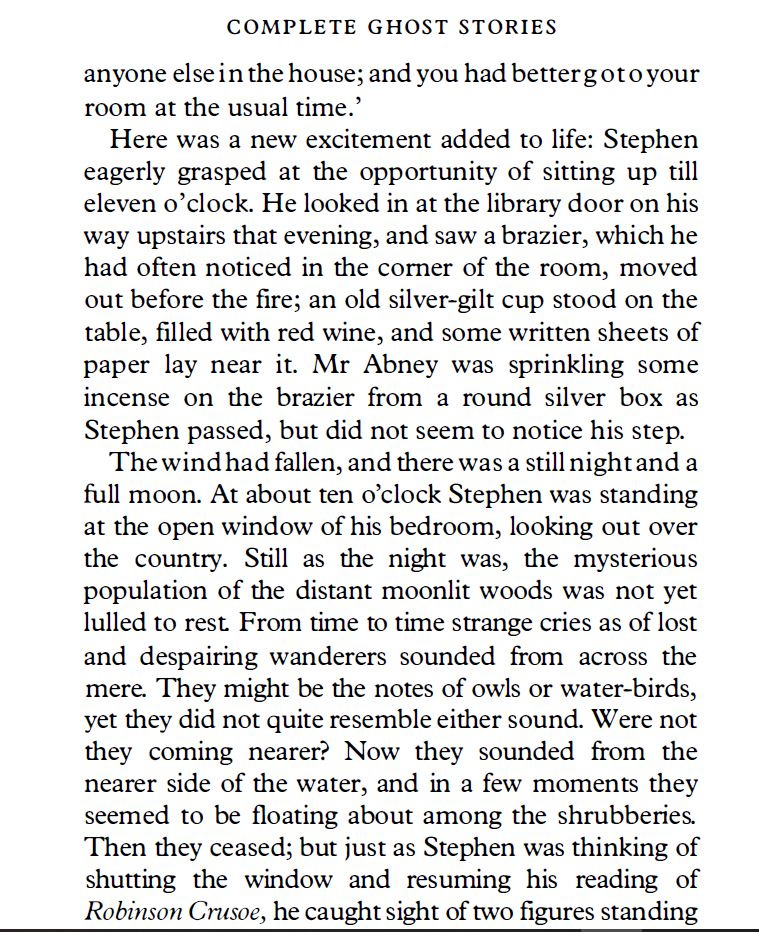 COMPLETE GHOST STORIES
anyone else in the house; and you had better go to your
room at the usual time.’
Here was a new excitement added to life: Stephen
eagerly grasped at the opportunity of sitting up till
eleven o’clock. He looked in at the library door on his
way upstairs that evening, and saw a brazier, which he
had often noticed in the corner of the room, moved
out before the fire; an old silver-gilt cup stood on the
table, filled with red wine, and some written sheets of
paper lay near it. Mr Abney was sprinkling some
incense on the brazier from a round silver box as
Stephen passed, but did not seem to notice his step.
The wind had fallen, and there was a still night and a
full moon. At about ten o’clock Stephen was standing
at the open window of his bedroom, looking out over
the country. Still as the night was, the mysterious
population of the distant moonlit woods was not yet
lulled to rest. From time to time strange cries as of lost
and despairing wanderers sounded from across the
mere. They might be the notes of owls or water-birds,
yet they did not quite resemble either sound. Were not
they coming nearer? Now they sounded from the
nearer side of the water, and in a few moments they
seemed to be floating about among the shrubberies.
Then they ceased; but just as Stephen was thinking of
shutting the window and resuming his reading of
Robinson Crusoe, he caught sight of two figures standing